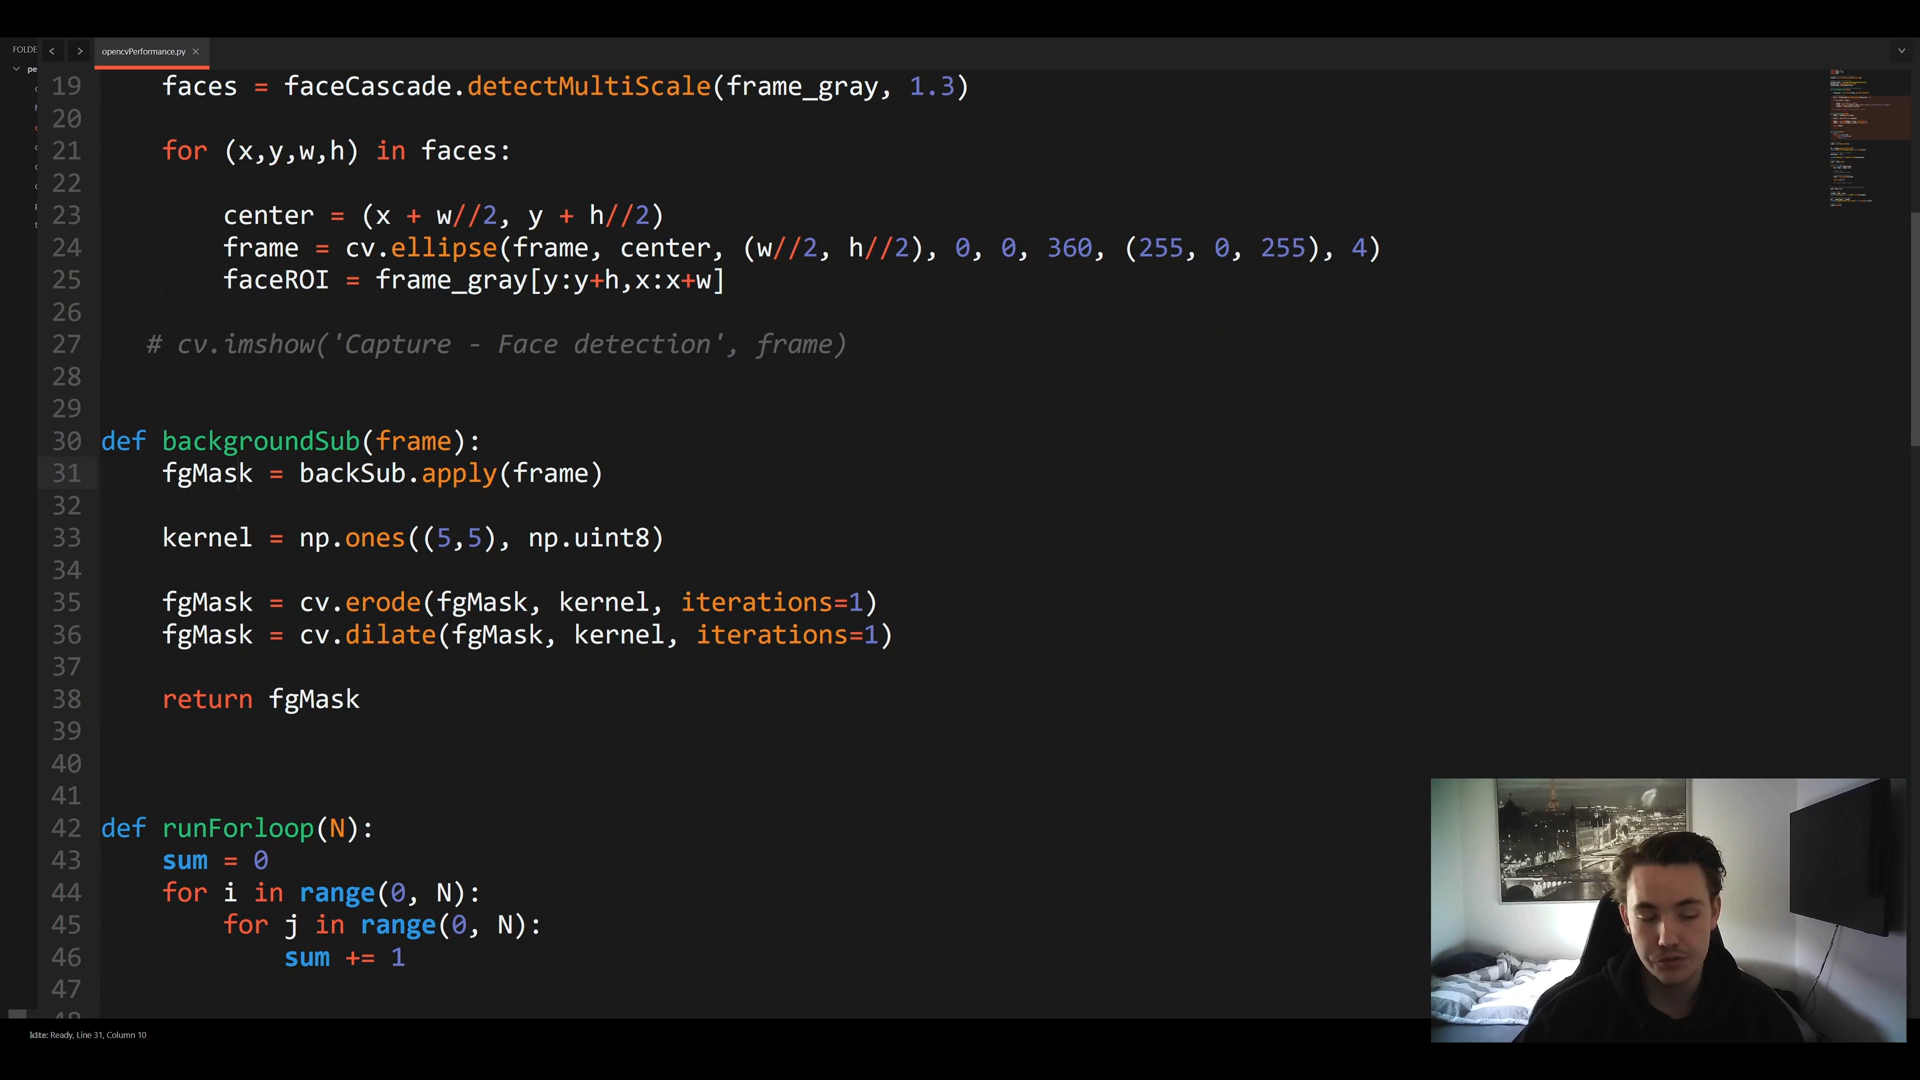 FOLDE
opencvPerformance.py
pe
19 faces = faceCascade.detectMultiScale(frame_gray, 1.3)
20
21 for (x,y,w,h) in faces:
22
23 center = (x + w//2, y + h//2)
24 frame = cv.ellipse(frame, center, (w//2, h//2), 0, 0, 360, (255, 0, 255), 4)
25 faceROI = frame_gray[y:y+h,x:x+w]
26
27 # cv.imshow('Capture - Face detection', frame)
28
29
30 def backgroundSub(frame):
31 fgMask = backSub.apply(frame)
32
33 kernel = np.ones((5,5), np.uint8)
34
35 fgMask = cv.erode(fgMask, kernel, iterations=1)
36 fgMask = cv.dilate(fgMask, kernel, iterations=1)
37
38 return fgMask
39
40
41
42 def runForloop(N):
43 sum = 0
44 for i in range(0, N):
45 for j in range(0, N):
46 sum += 1
47
kite: Ready, Line 31, Column 10